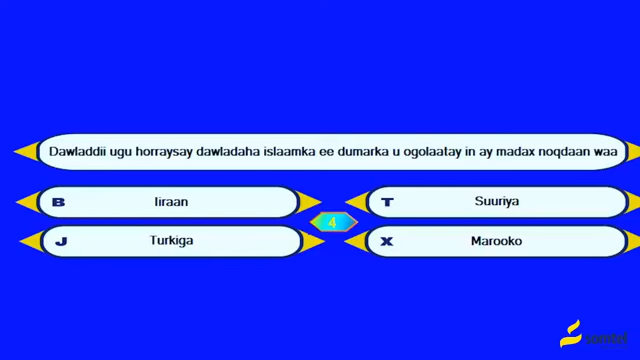 Dawladdii ugu horraysay dawladaha islaamka ee dumarka u ogolaatay in ay madax noqdaan waa
B Iiraan
T Suuriya
4
J Turkiga
X Marooko